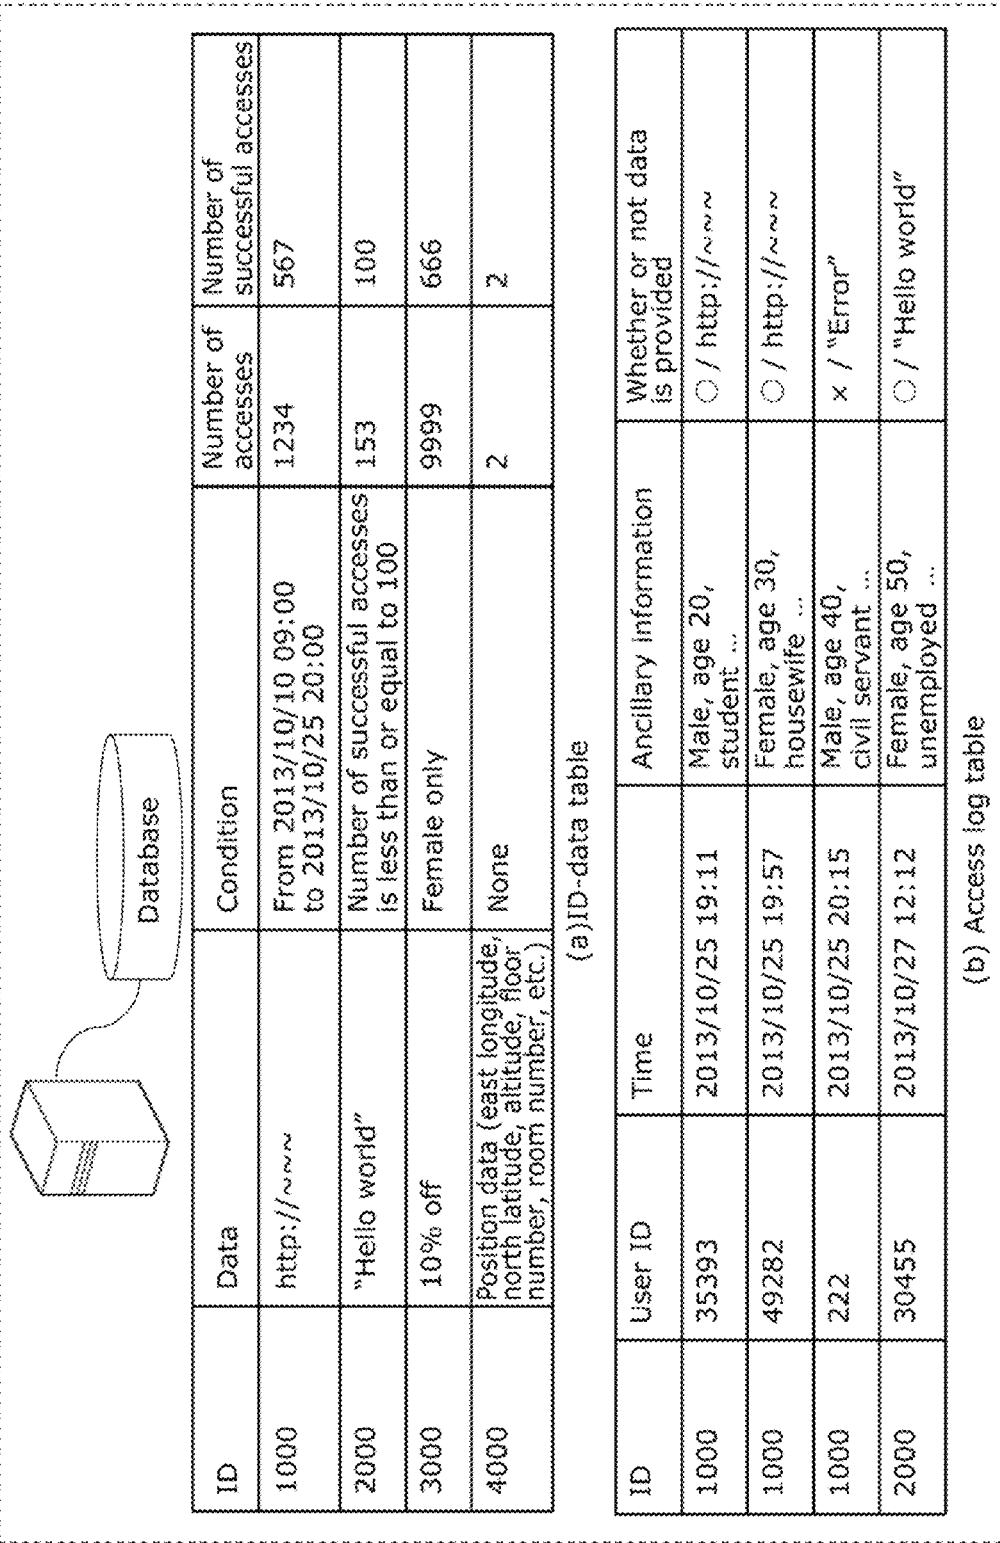 Database
ID
Data
Condition
Number of
accesses
Number of
successful accesses
1000
http://~~~
From 2013/10/10 09:00
to 2013/10/25 20:00
1234
567
2000
"Hello world"
Number of successful accesses
is less than or equal to 100
153
100
3000
10% off
Female only
9999
666
4000
Position data (east longitude,
north latitude, altitude, floor
number, room number, etc.)
None
2
2
(a)ID-data table
ID
User ID
Time
Ancillary information
Whether or not data
is provided
1000
35393
2013/10/25 19:11
Male, age 20,
student ...
○ / http://~~~
1000
49282
2013/10/25 19:57
Female, age 30,
housewife ...
○ / http://~~~
1000
222
2013/10/25 20:15
Male, age 40,
civil servant ...
× / "Error"
2000
30455
2013/10/27 12:12
Female, age 50,
unemployed ...
○ / "Hello world"
(b) Access log table